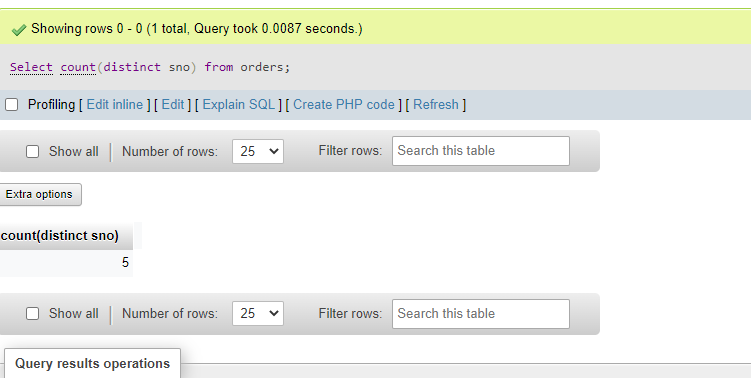 Showing rows 0 - 0 (1 total, Query took 0.0087 seconds.)
Select count(distinct sno) from orders;
Profiling [ Edit inline ] [ Edit ] [ Explain SQL ] [ Create PHP code ] [ Refresh ]
Show all Number of rows: 25 Filter rows: Search this table
Extra options
count(distinct sno)
5
Show all Number of rows: 25 Filter rows: Search this table
Query results operations